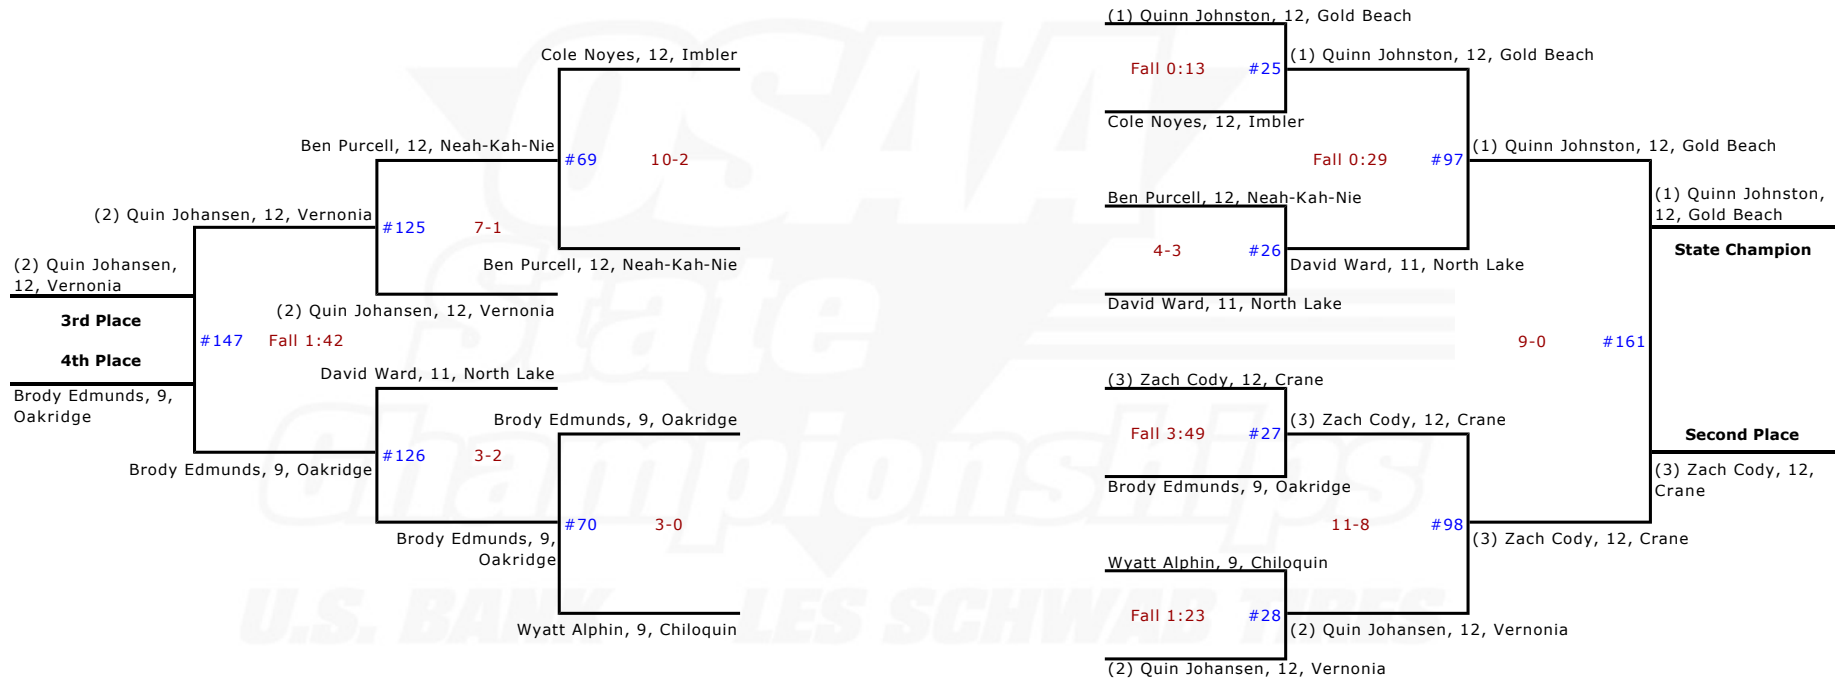 Cole Noyes, 12, Imbler
Ben Purcell, 12, Neah-Kah-Nie
#69 10-2
(2) Quin Johansen, 12, Vernonia
#125 7-1
(2) Quin Johansen,
12, Vernonia
Ben Purcell, 12, Neah-Kah-Nie
(2) Quin Johansen, 12, Vernonia
3rd Place
#147 Fall 1:42
4th Place
David Ward, 11, North Lake
Brody Edmunds, 9,
Oakridge
Brody Edmunds, 9, Oakridge
#126 3-2
Brody Edmunds, 9, Oakridge
#70 3-0
Brody Edmunds, 9,
Oakridge
Wyatt Alphin, 9, Chiloquin
(1) Quinn Johnston, 12, Gold Beach
Fall 0:13 #25
(1) Quinn Johnston, 12, Gold Beach
Cole Noyes, 12, Imbler
Fall 0:29 #97
(1) Quinn Johnston, 12, Gold Beach
Ben Purcell, 12, Neah-Kah-Nie
4-3 #26
David Ward, 11, North Lake
David Ward, 11, North Lake
(1) Quinn Johnston,
12, Gold Beach
State Champion
9-0 #161
(3) Zach Cody, 12, Crane
Fall 3:49 #27
(3) Zach Cody, 12, Crane
Brody Edmunds, 9, Oakridge
11-8 #98
(3) Zach Cody, 12, Crane
Second Place
(3) Zach Cody, 12,
Crane
Wyatt Alphin, 9, Chiloquin
Fall 1:23 #28
(2) Quin Johansen, 12, Vernonia
(2) Quin Johansen, 12, Vernonia
OSAA
State
Championships
U.S. BANK LES SCHWAB TIRES